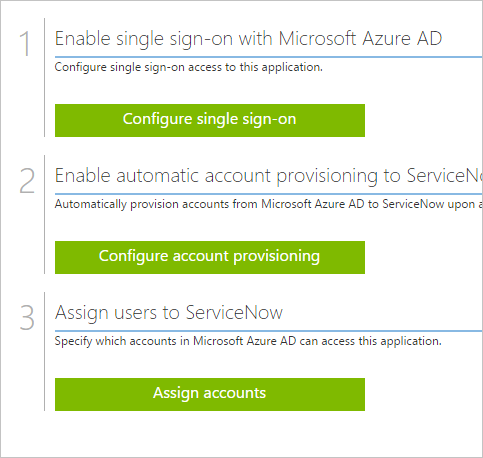 1
Enable single sign-on with Microsoft Azure AD
Configure single sign-on access to this application.
Configure single sign-on
2
Enable automatic account provisioning to ServiceNo
Automatically provision accounts from Microsoft Azure AD to ServiceNow upon a
Configure account provisioning
3
Assign users to ServiceNow
Specify which accounts in Microsoft Azure AD can access this application.
Assign accounts